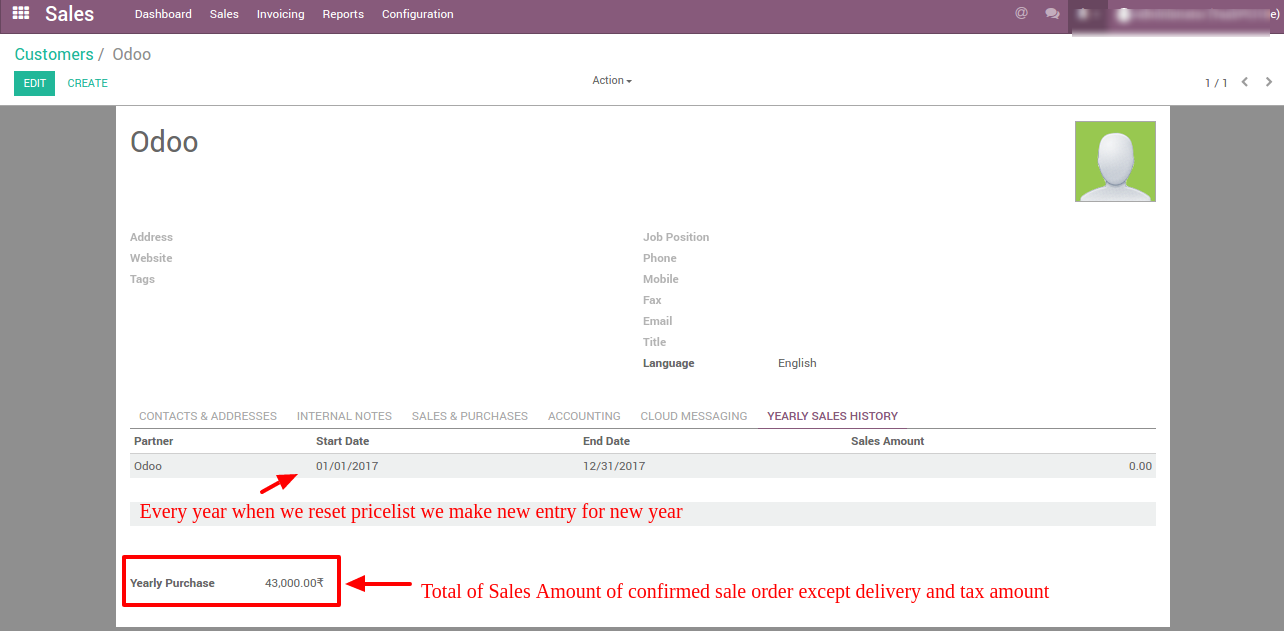 Sales Dashboard Sales Invoicing Reports Configuration @ e)
Customers / Odoo
EDIT CREATE Action 1 / 1
Odoo
Address Job Position
Website Phone
Tags Mobile
Fax
Email
Title
Language English
CONTACTS & ADDRESSES INTERNAL NOTES SALES & PURCHASES ACCOUNTING CLOUD MESSAGING YEARLY SALES HISTORY
Partner Start Date End Date Sales Amount
Odoo 01/01/2017 12/31/2017 0.00
Every year when we reset pricelist we make new entry for new year
Yearly Purchase 43,000.00₹
Total of Sales Amount of confirmed sale order except delivery and tax amount